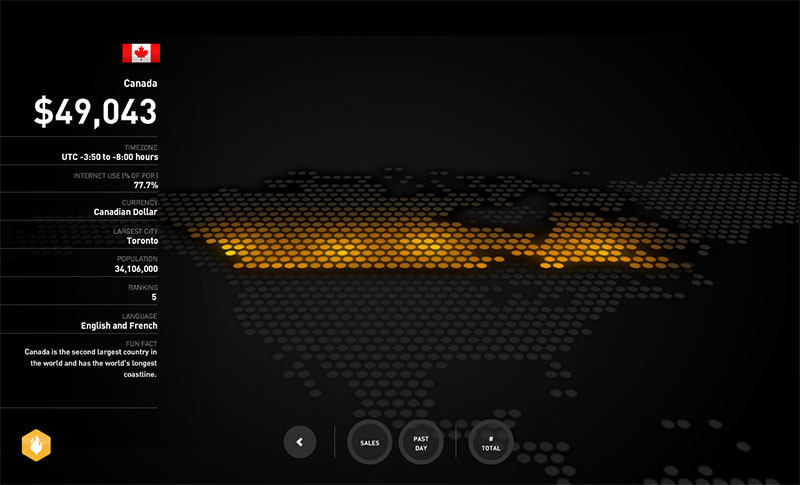 Canada
$49,043
TIMEZONE
UTC -3:50 to -8:00 hours
INTERNET USE [% OF POP.]
77.7%
CURRENCY
Canadian Dollar
LARGEST CITY
Toronto
POPULATION
34,106,000
RANKING
5
LANGUAGE
English and French
FUN FACT
Canada is the second largest country in
the world and has the world's longest
coastline.
SALES
PAST
DAY
#
TOTAL